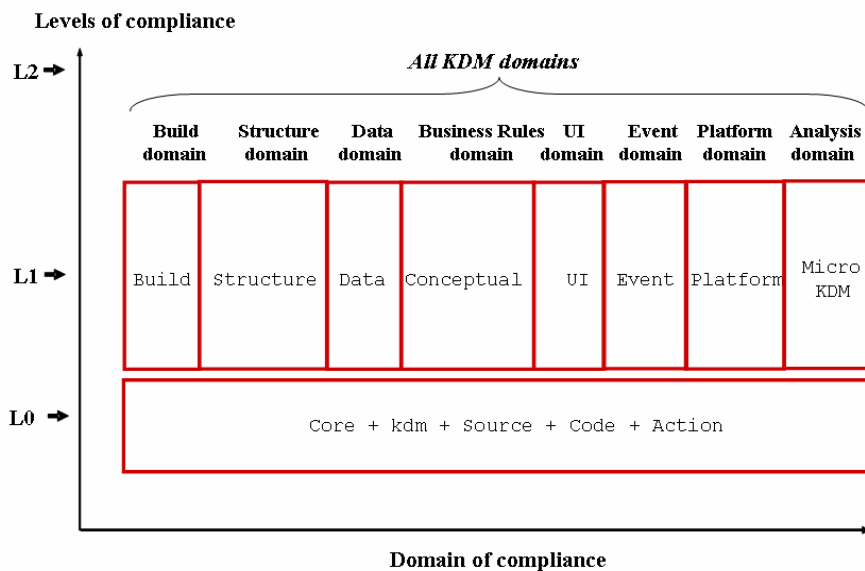 Levels of compliance
L2
All KDM domains
Build domain
Structure domain
Data domain
Business Rules domain
UI domain
Event domain
Platform domain
Analysis domain
L1
Build
Structure
Data
Conceptual
UI
Event
Platform
Micro
KDM
L0
Core + kdm + Source + Code + Action
Domain of compliance